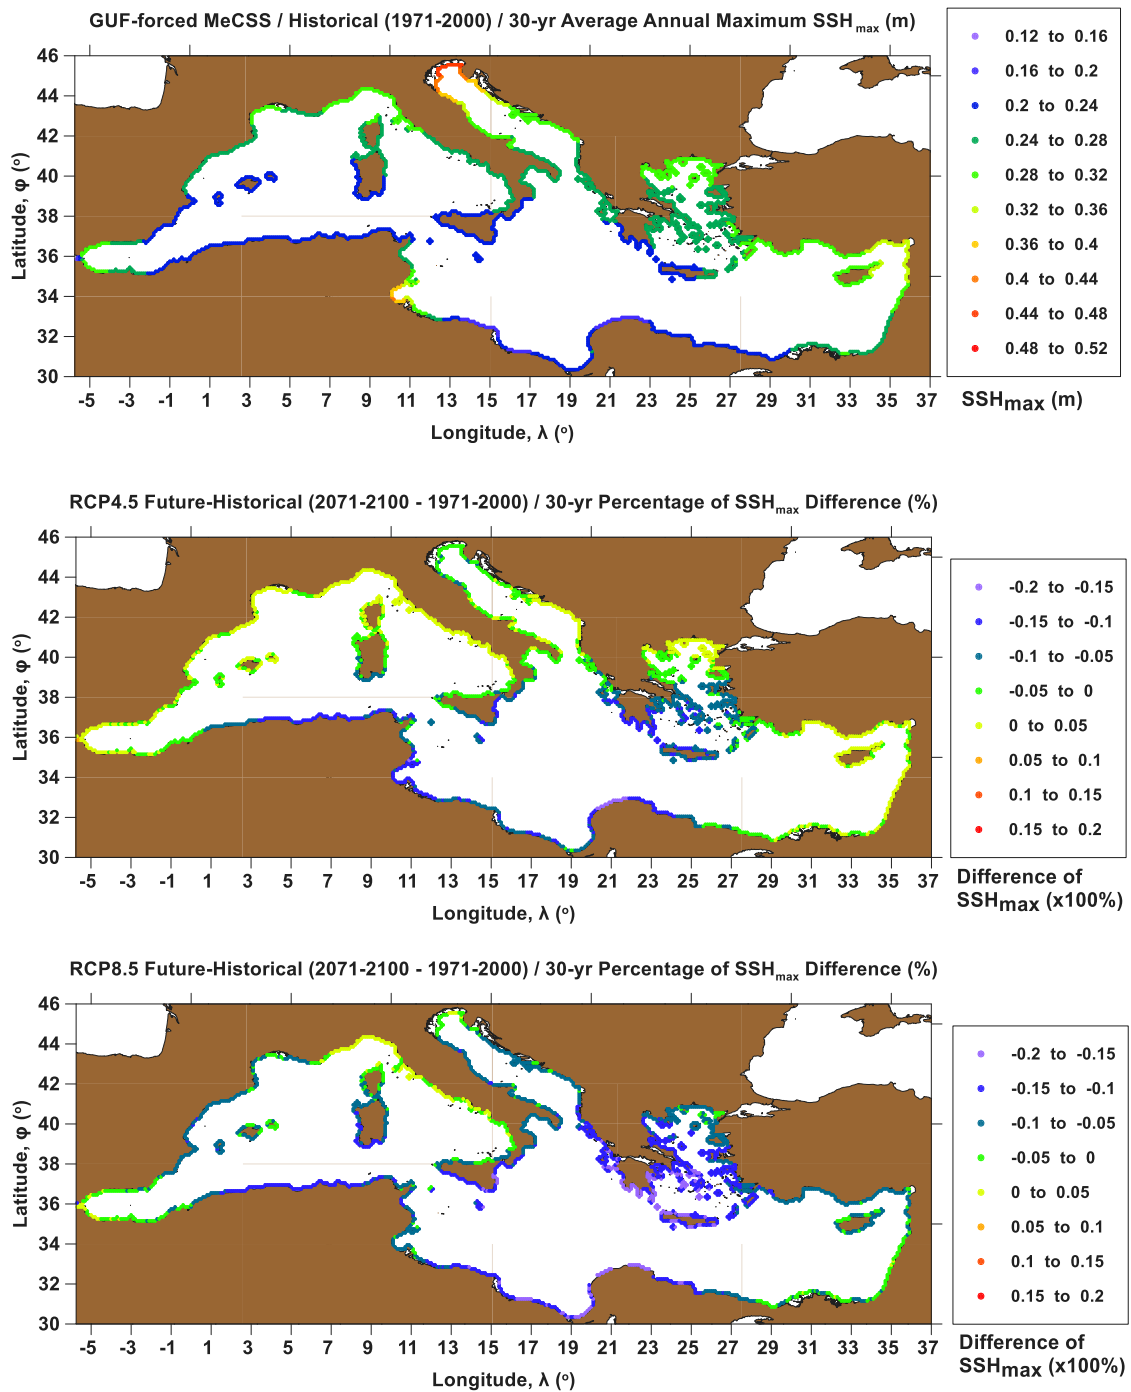 GUF-forced MeCSS / Historical (1971-2000) / 30-yr Average Annual Maximum SSHmax (m)
46
44
42
40
38
36
34
32
30
Latitude, φ (º)
-5 -3 -1 1 3 5 7 9 11 13 15 17 19 21 23 25 27 29 31 33 35 37
Longitude, λ (º)
0.12 to 0.16
0.16 to 0.2
0.2 to 0.24
0.24 to 0.28
0.28 to 0.32
0.32 to 0.36
0.36 to 0.4
0.4 to 0.44
0.44 to 0.48
0.48 to 0.52
SSHmax (m)
RCP4.5 Future-Historical (2071-2100 - 1971-2000) / 30-yr Percentage of SSHmax Difference (%)
46
44
42
40
38
36
34
32
30
Latitude, φ (º)
-5 -3 -1 1 3 5 7 9 11 13 15 17 19 21 23 25 27 29 31 33 35 37
Longitude, λ (º)
-0.2 to -0.15
-0.15 to -0.1
-0.1 to -0.05
-0.05 to 0
0 to 0.05
0.05 to 0.1
0.1 to 0.15
0.15 to 0.2
Difference of
SSHmax (x100%)
RCP8.5 Future-Historical (2071-2100 - 1971-2000) / 30-yr Percentage of SSHmax Difference (%)
46
44
42
40
38
36
34
32
30
Latitude, φ (º)
-5 -3 -1 1 3 5 7 9 11 13 15 17 19 21 23 25 27 29 31 33 35 37
Longitude, λ (º)
-0.2 to -0.15
-0.15 to -0.1
-0.1 to -0.05
-0.05 to 0
0 to 0.05
0.05 to 0.1
0.1 to 0.15
0.15 to 0.2
Difference of
SSHmax (x100%)